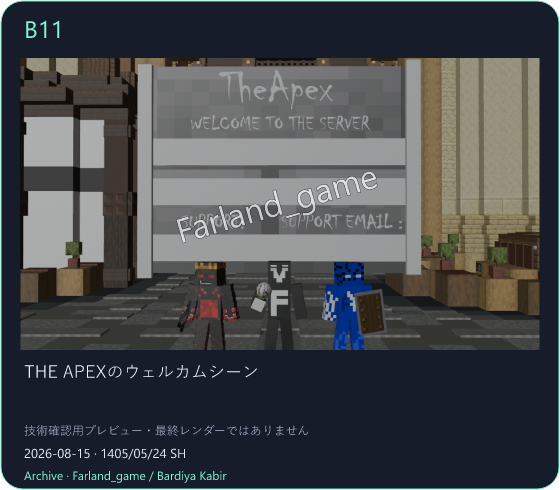 B11
TheApex
WELCOME TO THE SERVER
Farland_game
SUPPORT EMAIL :
VF
THE APEXのウェルカムシーン
技術確認用プレビュー・最終レンダーではありません
2026-08-15 · 1405/05/24 SH
Archive · Farland_game / Bardiya Kabir